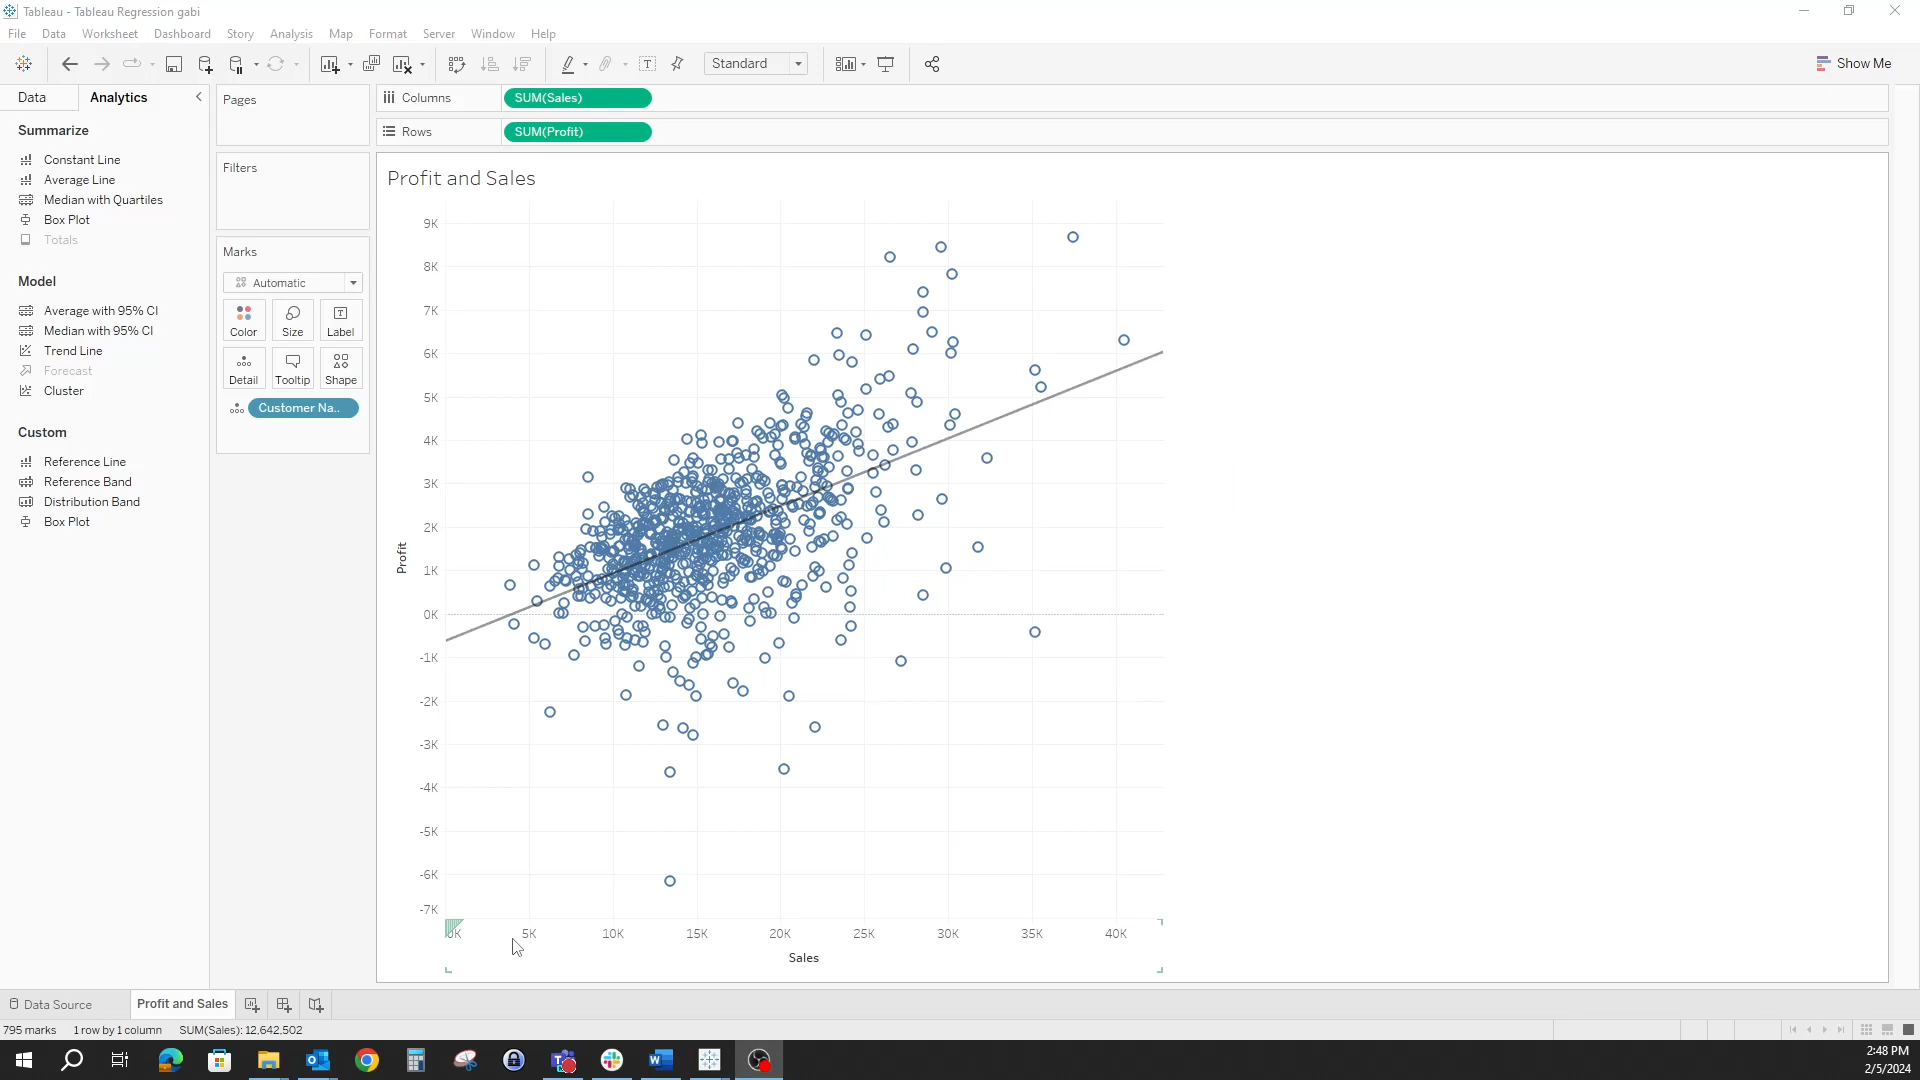 Tableau - Tableau Regression gabi
File Data Worksheet Dashboard Story Analysis Map Format Server Window Help
Standard
Show Me
Data Analytics
Summarize
Constant Line
Average Line
Median with Quartiles
Box Plot
Totals
Model
Average with 95% CI
Median with 95% CI
Trend Line
Forecast
Cluster
Custom
Reference Line
Reference Band
Distribution Band
Box Plot
Pages
Filters
Marks
Automatic
Color Size Label
Detail Tooltip Shape
Customer Na..
Columns SUM(Sales)
Rows SUM(Profit)
Profit and Sales
9K
8K
7K
6K
5K
4K
3K
2K
1K
0K
-1K
-2K
-3K
-4K
-5K
-6K
-7K
Profit
0K 5K 10K 15K 20K 25K 30K 35K 40K
Sales
Data Source Profit and Sales
795 marks 1 row by 1 column SUM(Sales): 12,642,502
2:48 PM
2/5/2024